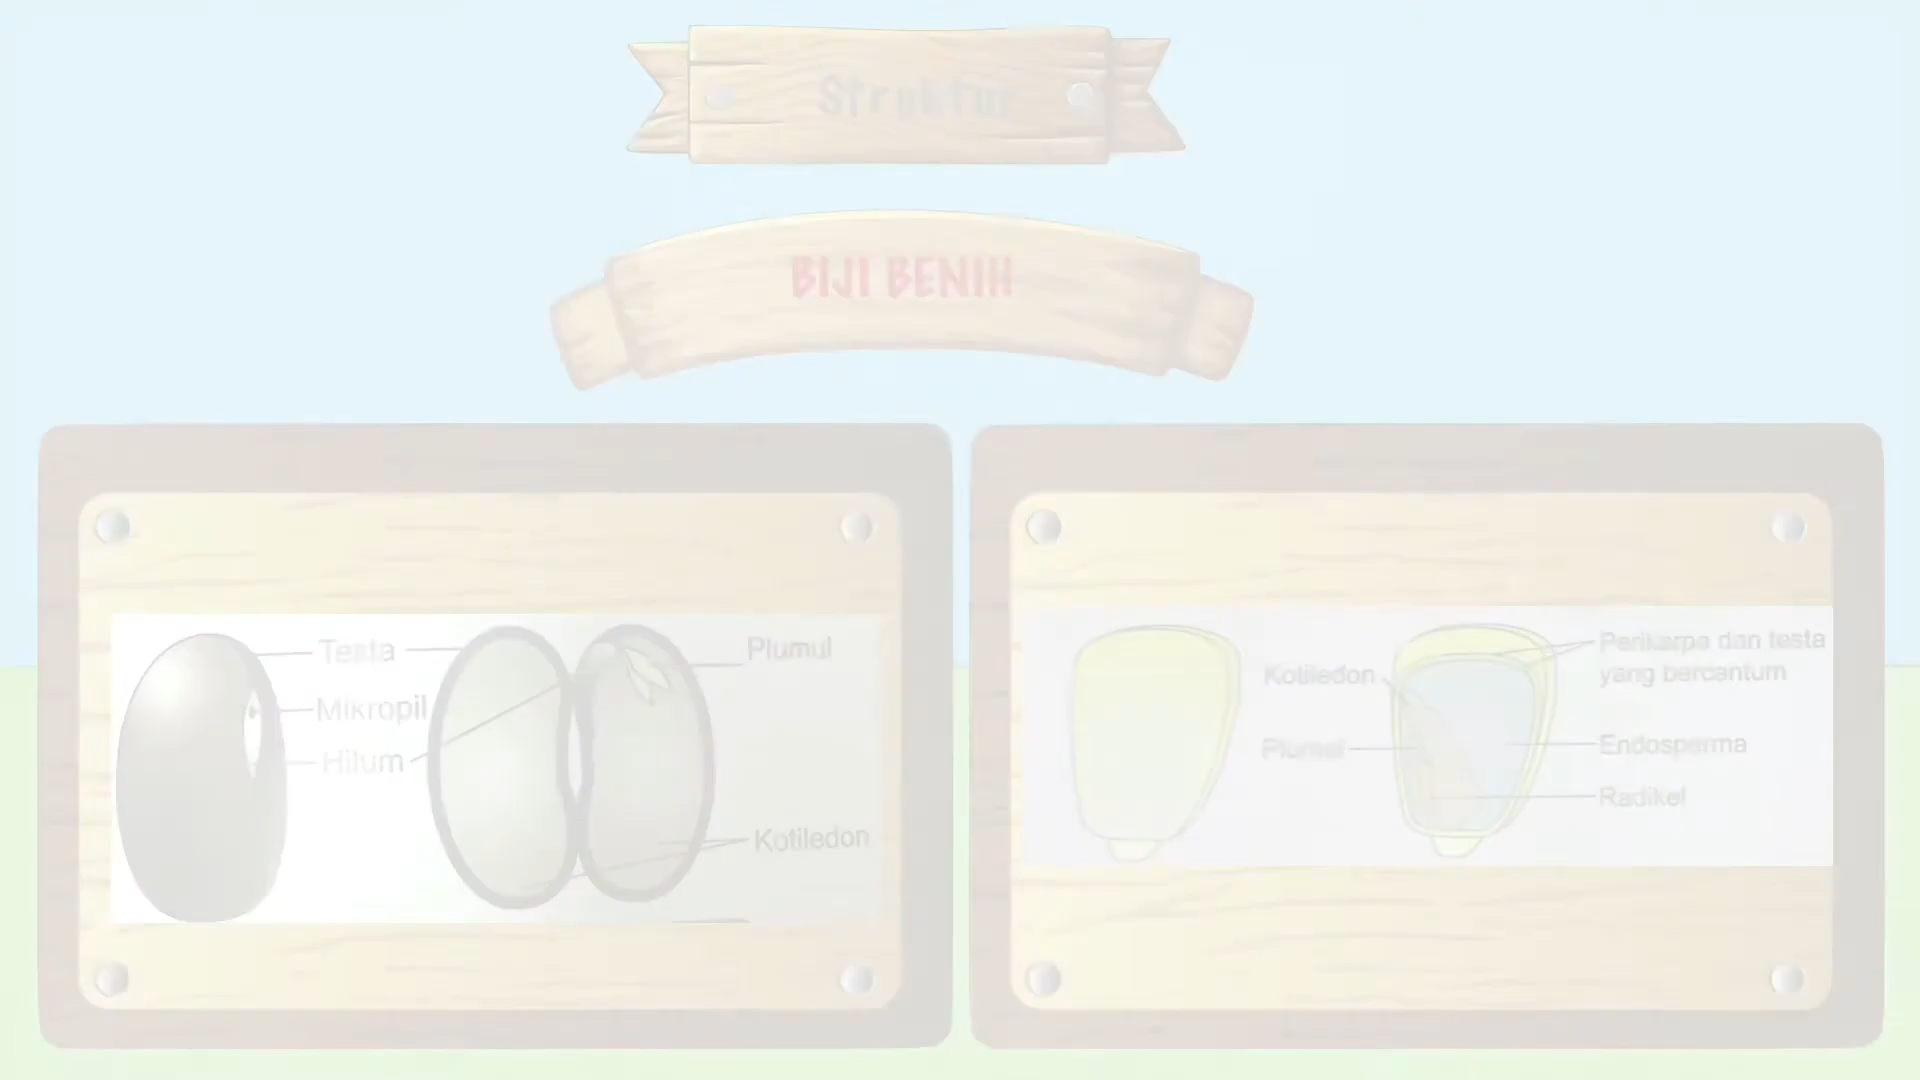 Struktur
BIJI BENIH
Testa
Mikropil
Hilum
Plumul
Kotiledon
Kotiledon
Plumul
Perikarpa dan testa
yang bercantum
Endosperma
Radikel